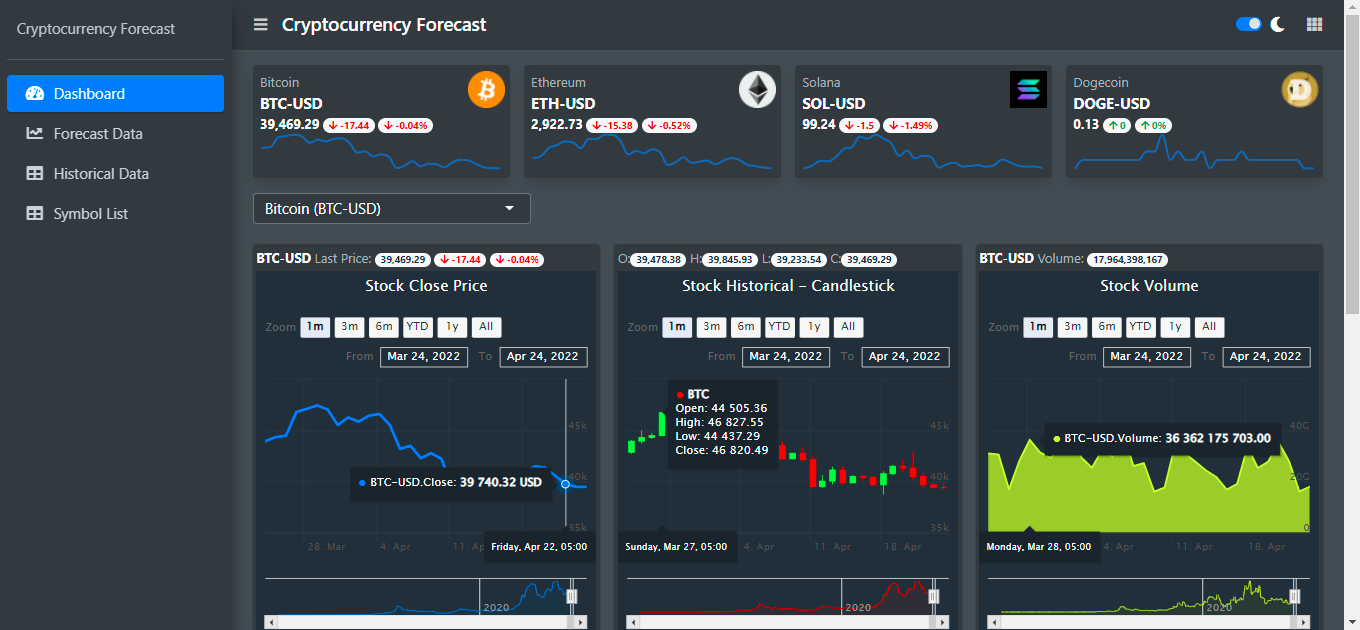 Cryptocurrency Forecast
Dashboard
Forecast Data
Historical Data
Symbol List
Cryptocurrency Forecast
Bitcoin
BTC-USD
39,469.29 -17.44 -0.04%
Ethereum
ETH-USD
2,922.73 -15.38 -0.52%
Solana
SOL-USD
99.24 -1.5 -1.49%
Dogecoin
DOGE-USD
0.13 0 0%
Bitcoin (BTC-USD)
BTC-USD Last Price: 39,469.29 -17.44 -0.04%
Stock Close Price
Zoom 1m 3m 6m YTD 1y All
From Mar 24, 2022 To Apr 24, 2022
45k
BTC-USD.Close: 39 740.32 USD
40k
35k
28. Mar 4. Apr 11. Ap Friday, Apr 22, 05:00
2020
O: 39,478.38 H: 39,845.93 L: 39,233.54 C: 39,469.29
Stock Historical - Candlestick
Zoom 1m 3m 6m YTD 1y All
From Mar 24, 2022 To Apr 24, 2022
BTC
Open: 44 505.36
High: 46 827.55
Low: 44 437.29
Close: 46 820.49
45k
40k
35k
Sunday, Mar 27, 05:00 4. Apr 11. Apr 18. Apr
2020
BTC-USD Volume: 17,964,398,167
Stock Volume
Zoom 1m 3m 6m YTD 1y All
From Mar 24, 2022 To Apr 24, 2022
40G
BTC-USD.Volume: 36 362 175 703.00
20G
0
Monday, Mar 28, 05:00 4. Apr 11. Apr 18. Apr
2020